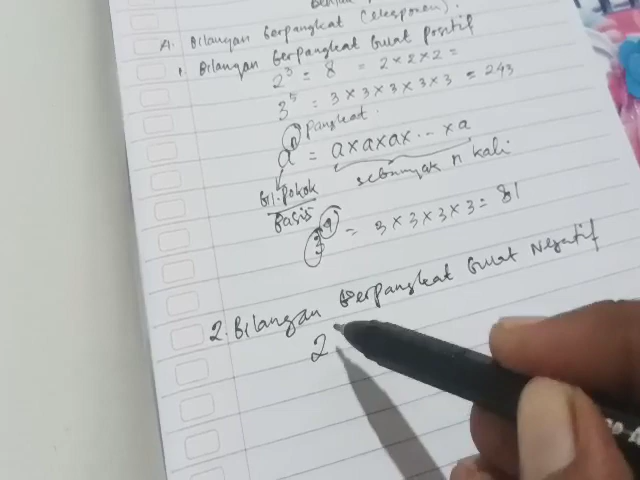 A. Bilangan berpangkat (eksponen)
1. Bilangan berpangkat bulat positif
2³ = 8 = 2 × 2 × 2 =
3⁵ = 3 × 3 × 3 × 3 × 3 = 243
Pangkat.
aⁿ = a×a×a× ... ×a
sebanyak n kali
Bil. Pokok
Basis
3⁴ = 3 × 3 × 3 × 3 = 81
2. Bilangan Berpangkat bulat Negatif
2